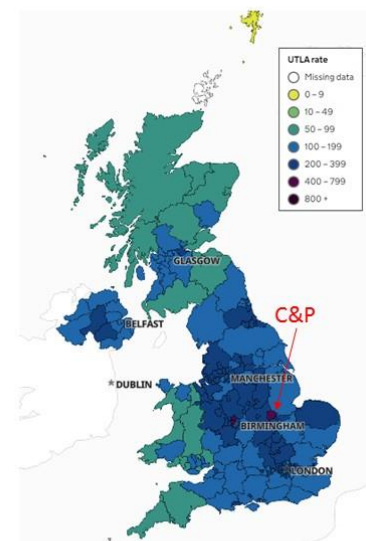 UTLA rate
Missing data
0 – 9
10 – 49
50 – 99
100 – 199
200 – 399
400 – 799
800 +
GLASGOW
C&P
BELFAST
MANCHESTER
DUBLIN
BIRMINGHAM
LONDON